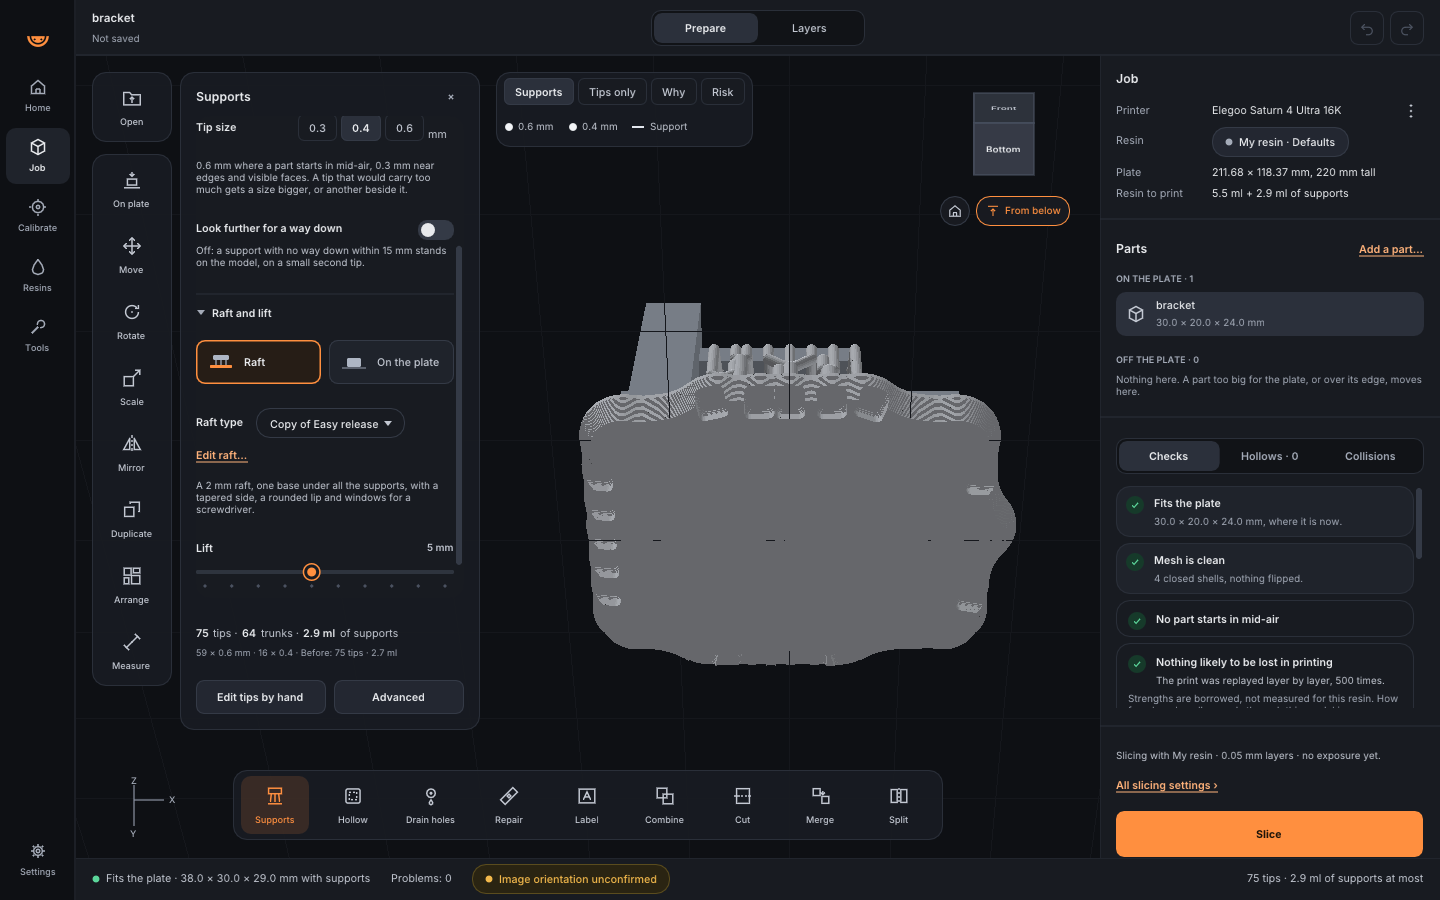 bracket
Not saved
Prepare
Layers
Home
Job
Calibrate
Resins
Tools
Settings
Open
On plate
Move
Rotate
Scale
Mirror
Duplicate
Arrange
Measure
Supports
×
Tip size
0.3
0.4
0.6
mm
0.6 mm where a part starts in mid-air, 0.3 mm near
edges and visible faces. A tip that would carry too
much gets a size bigger, or another beside it.
Look further for a way down
Off: a support with no way down within 15 mm stands
on the model, on a small second tip.
Raft and lift
Raft
On the plate
Raft type
Copy of Easy release
Edit raft...
A 2 mm raft, one base under all the supports, with a
tapered side, a rounded lip and windows for a
screwdriver.
Lift
5 mm
75 tips · 64 trunks · 2.9 ml of supports
59 × 0.6 mm · 16 × 0.4 · Before: 75 tips · 2.7 ml
Edit tips by hand
Advanced
Supports
Tips only
Why
Risk
0.6 mm
0.4 mm
Support
Front
Bottom
From below
Z
X
Y
Supports
Hollow
Drain holes
Repair
Label
Combine
Cut
Merge
Split
Job
Printer
Elegoo Saturn 4 Ultra 16K
Resin
My resin · Defaults
Plate
211.68 × 118.37 mm, 220 mm tall
Resin to print
5.5 ml + 2.9 ml of supports
Parts
Add a part...
ON THE PLATE · 1
bracket
30.0 × 20.0 × 24.0 mm
OFF THE PLATE · 0
Nothing here. A part too big for the plate, or over its edge, moves
here.
Checks
Hollows · 0
Collisions
Fits the plate
30.0 × 20.0 × 24.0 mm, where it is now.
Mesh is clean
4 closed shells, nothing flipped.
No part starts in mid-air
Nothing likely to be lost in printing
The print was replayed layer by layer, 500 times.
Strengths are borrowed, not measured for this resin. How
Slicing with My resin · 0.05 mm layers · no exposure yet.
All slicing settings ›
Slice
Fits the plate · 38.0 × 30.0 × 29.0 mm with supports
Problems: 0
Image orientation unconfirmed
75 tips · 2.9 ml of supports at most